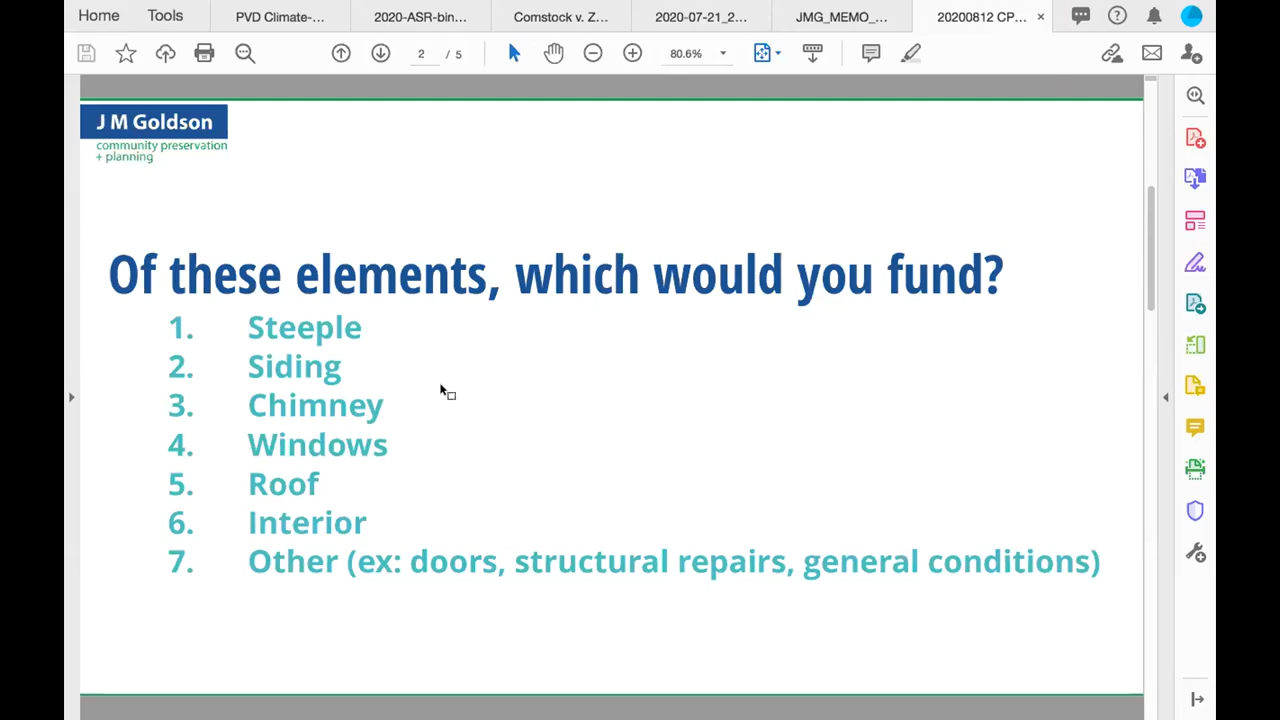 Home Tools PVD Climate-... 2020-ASR-bin... Comstock v. Z... 2020-07-21_2... JMG_MEMO_... 20200812 CP... ×
2 / 5 80.6%
J M Goldson
community preservation
+ planning
Of these elements, which would you fund?
1. Steeple
2. Siding
3. Chimney
4. Windows
5. Roof
6. Interior
7. Other (ex: doors, structural repairs, general conditions)